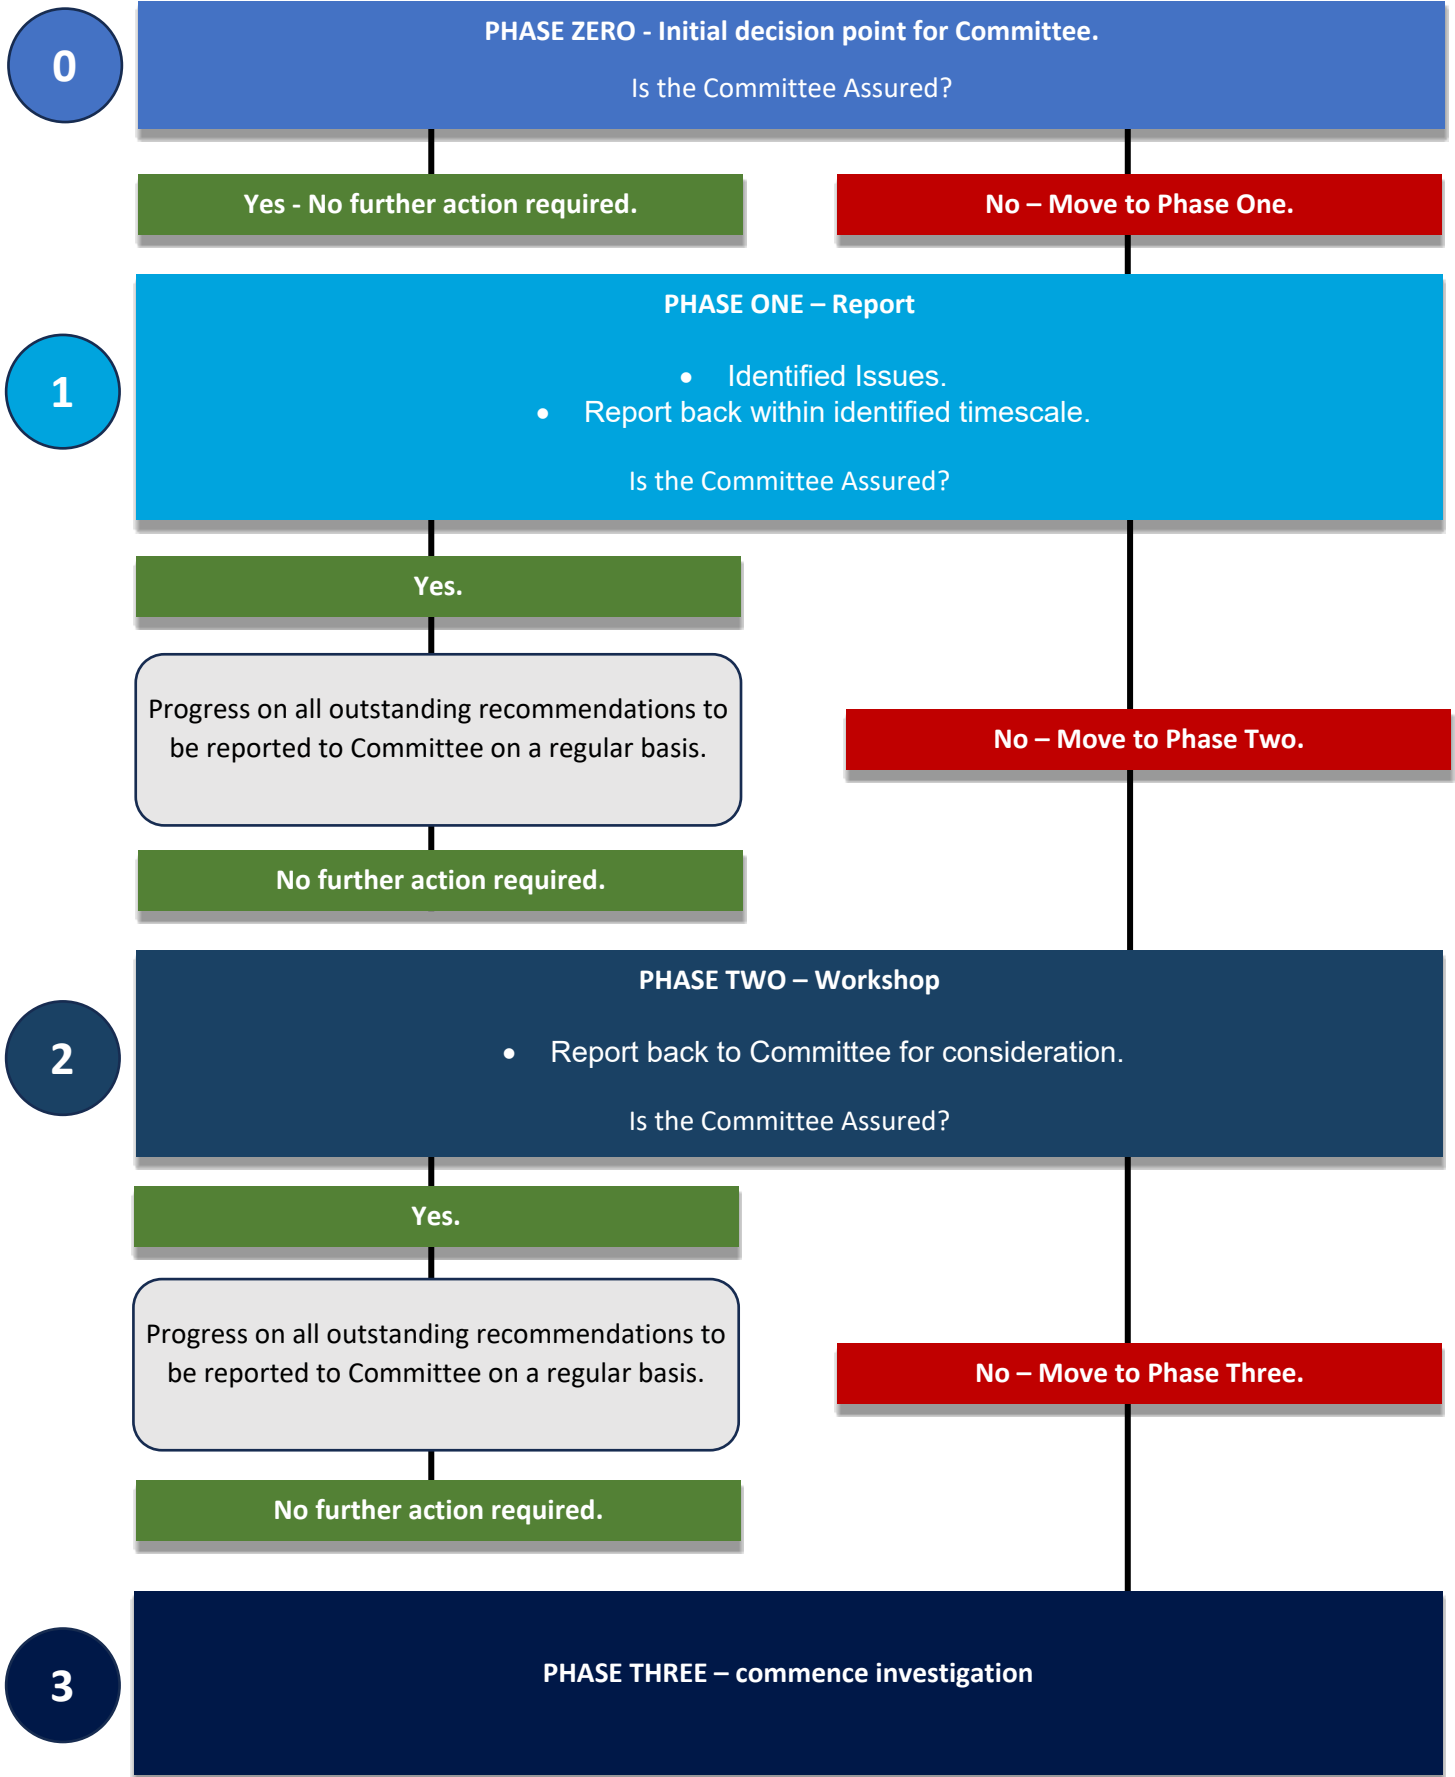 0
PHASE ZERO - Initial decision point for Committee.
Is the Committee Assured?
Yes - No further action required.
No – Move to Phase One.
1
PHASE ONE – Report
• Identified Issues.
• Report back within identified timescale.
Is the Committee Assured?
Yes.
Progress on all outstanding recommendations to
be reported to Committee on a regular basis.
No – Move to Phase Two.
No further action required.
2
PHASE TWO – Workshop
• Report back to Committee for consideration.
Is the Committee Assured?
Yes.
Progress on all outstanding recommendations to
be reported to Committee on a regular basis.
No – Move to Phase Three.
No further action required.
3
PHASE THREE – commence investigation